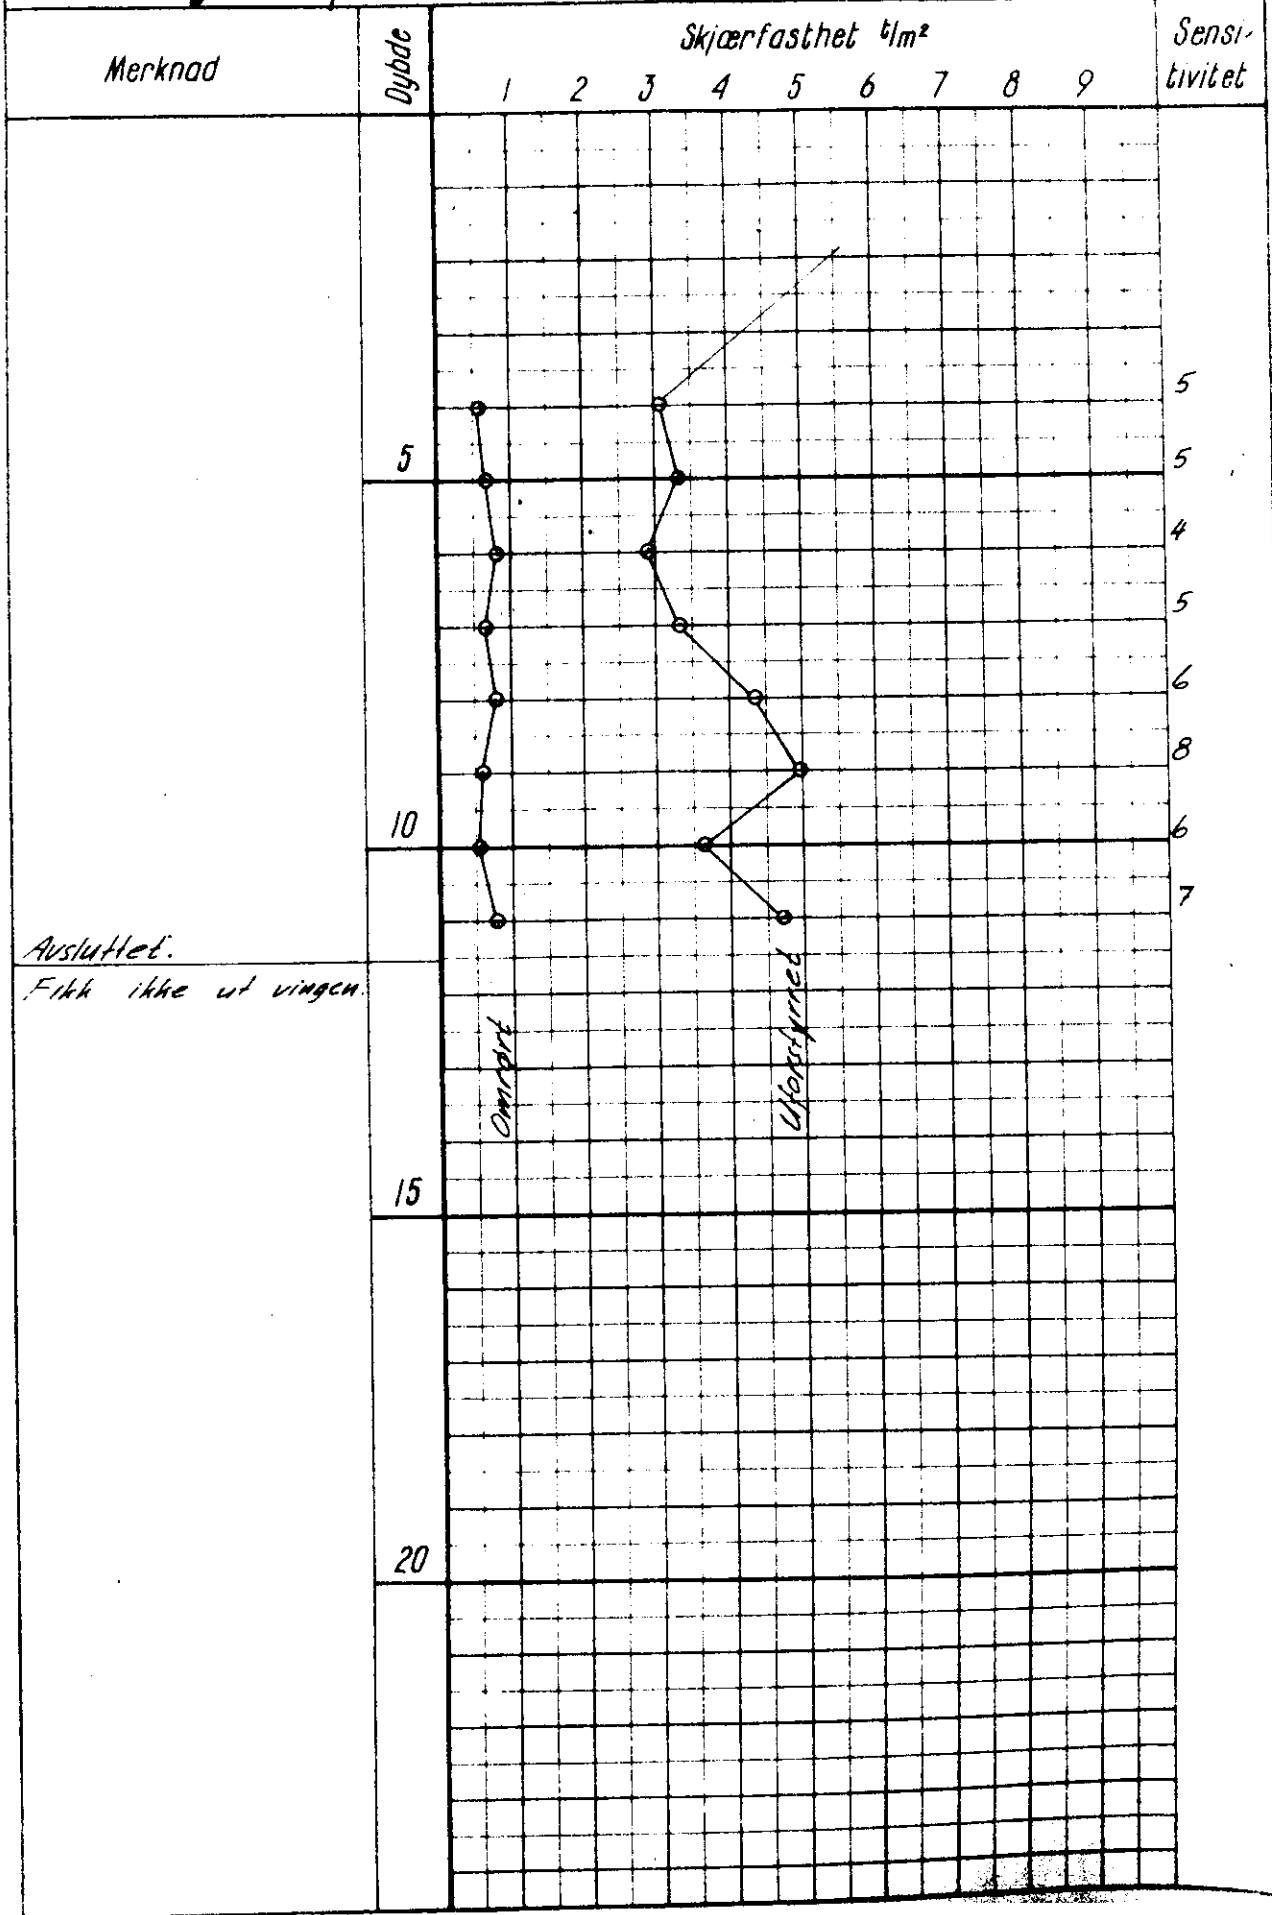 Merknad
Dybde
Skjærfasthet t/m²
Sensi-
tivitet
1 2 3 4 5 6 7 8 9
5
5
5
4
5
6
8
10
6
7
Avsluttet.
Fikk ikke ut vingen.
Omrørt
Uforstyrret
15
20